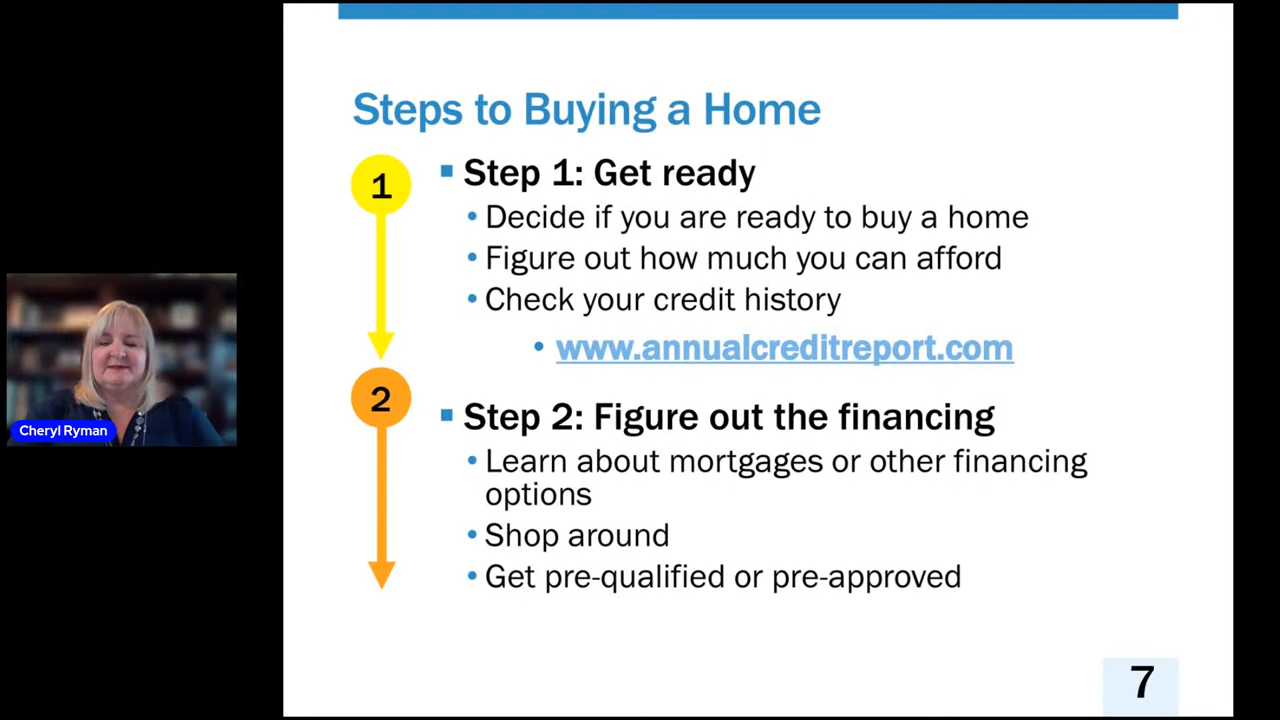 Steps to Buying a Home
1
Step 1: Get ready
Decide if you are ready to buy a home
Figure out how much you can afford
Check your credit history
www.annualcreditreport.com
2
Step 2: Figure out the financing
Learn about mortgages or other financing
options
Shop around
Get pre-qualified or pre-approved
Cheryl Ryman
7